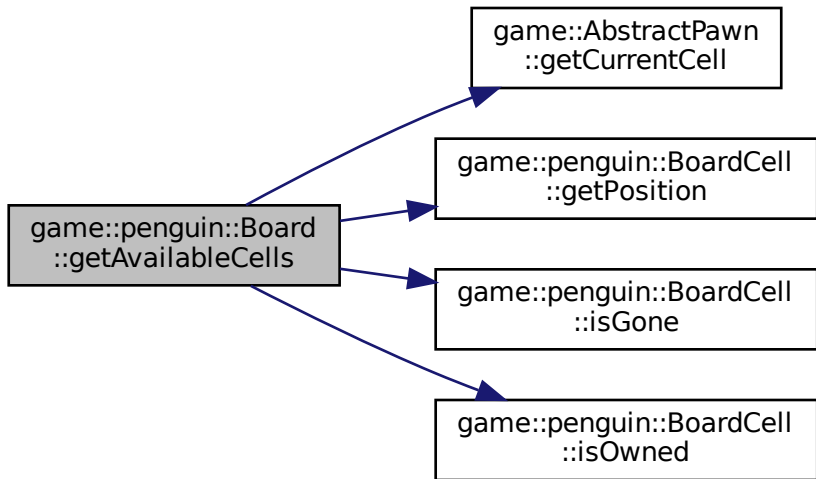 game::AbstractPawn
::getCurrentCell
game::penguin::BoardCell
::getPosition
game::penguin::Board
::getAvailableCells
game::penguin::BoardCell
::isGone
game::penguin::BoardCell
::isOwned